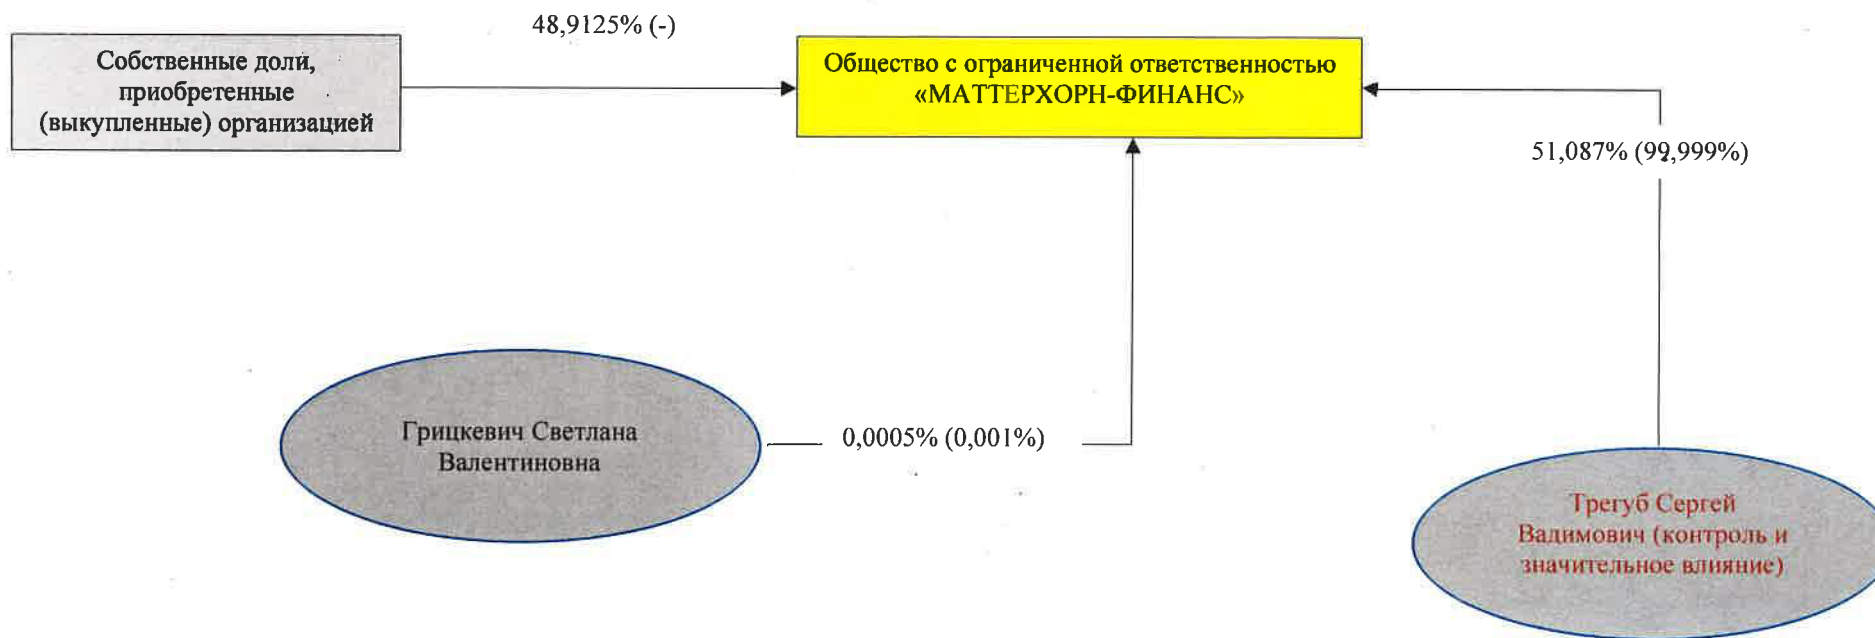 48,9125% (-)
Собственные доли,
приобретенные
(выкупленные) организацией
Общество с ограниченной ответственностью
«МАТТЕРХОРН-ФИНАНС»
51,087% (99,999%)
Грицкевич Светлана
Валентиновна
0,0005% (0,001%)
Трегуб Сергей
Вадимович (контроль и
значительное влияние)